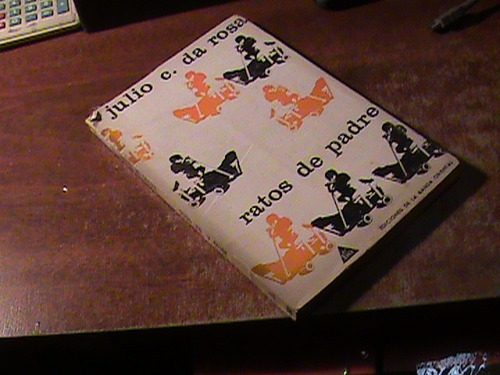 julio c. da rosa
ratos de padre
EDICIONES DE LA BANDA ORIENTAL